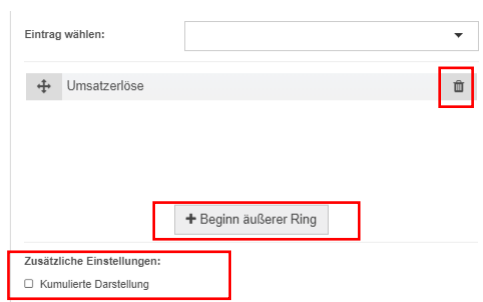 Eintrag wählen:
Umsatzerlöse
+ Beginn äußerer Ring
Zusätzliche Einstellungen:
Kumulierte Darstellung